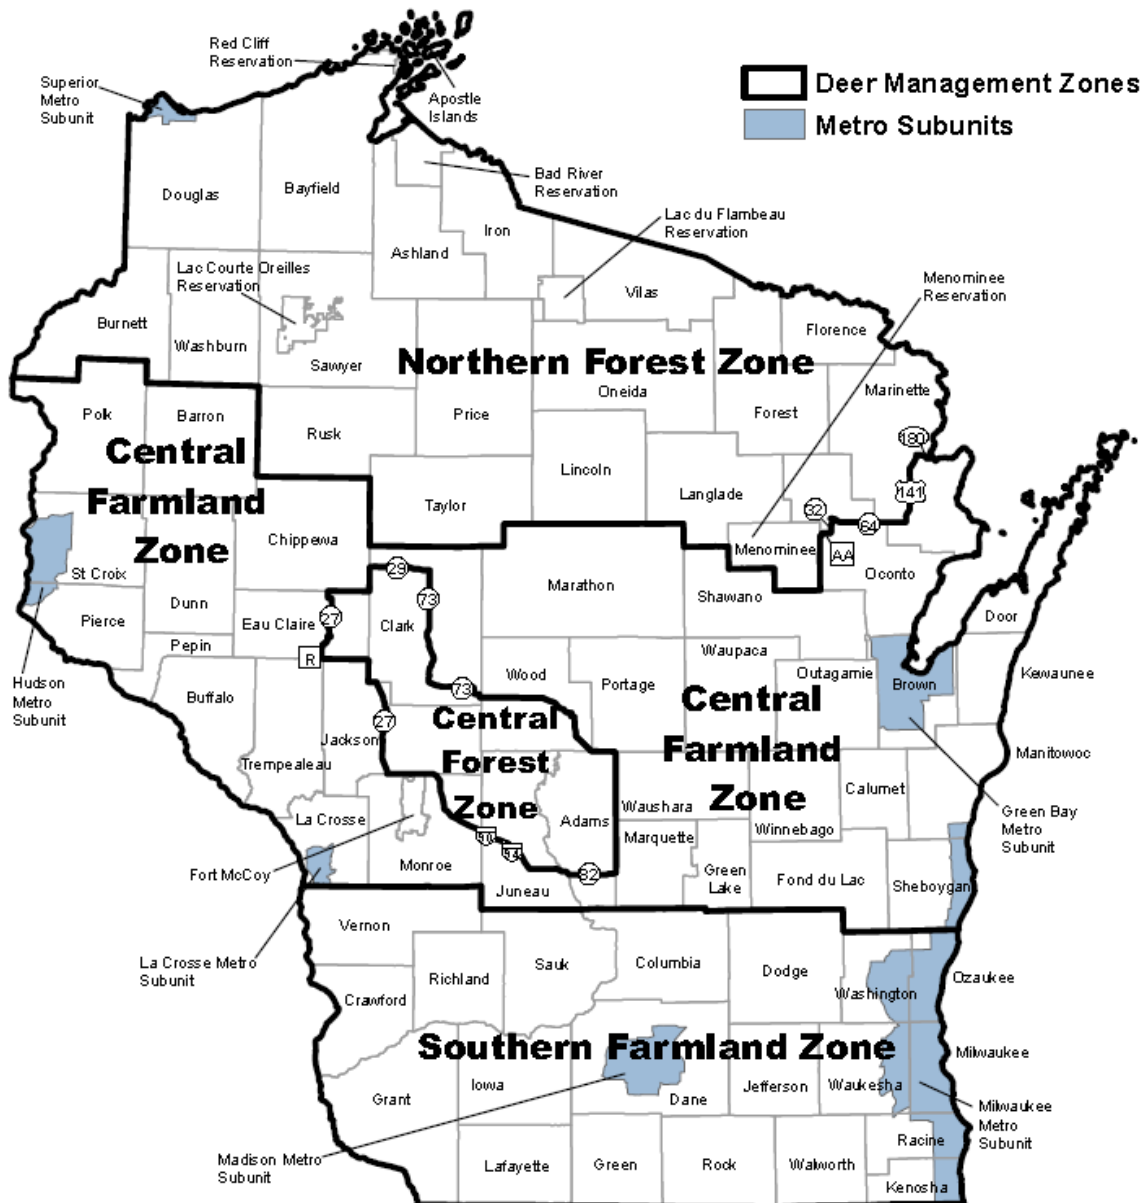 Red Cliff
Reservation
Superior
Metro
Subunit
Apostle
Islands
Deer Management Zones
Metro Subunits
Bad River
Reservation
Douglas
Bayfield
Lac du Flambeau
Reservation
Iron
Ashland
Lac Courte Oreilles
Reservation
Menominee
Reservation
Vilas
Burnett
Washburn
Florence
Sawyer
Northern Forest Zone
Oneida
Marinette
Polk
Barron
Price
Forest
Rusk
180
Central
Farmland
Zone
Lincoln
Langlade
141
Taylor
32
64
Chippewa
Menominee
AA
Oconto
29
Marathon
St Croix
73
Shawano
Dunn
27
Clark
Door
Pierce
Eau Claire
Pepin
R
Wood
Waupaca
Outagamie
Kewaunee
Hudson
Metro
Subunit
Buffalo
73
Portage
Brown
Central
Farmland
Zone
27
Central
Forest
Zone
Jackson
Manitowoc
Trempealeau
Calumet
La Crosse
Adams
Waushara
Winnebago
Green Bay
Metro
Subunit
Marquette
90
94
Fort McCoy
Monroe
82
Juneau
Green
Lake
Fond du Lac
Sheboygan
Vernon
La Crosse Metro
Subunit
Sauk
Columbia
Dodge
Richland
Ozaukee
Crawford
Washington
Southern Farmland Zone
Milwaukee
Iowa
Jefferson
Waukesha
Grant
Dane
Milwaukee
Metro
Subunit
Racine
Madison Metro
Subunit
Lafayette
Green
Rock
Walworth
Kenosha